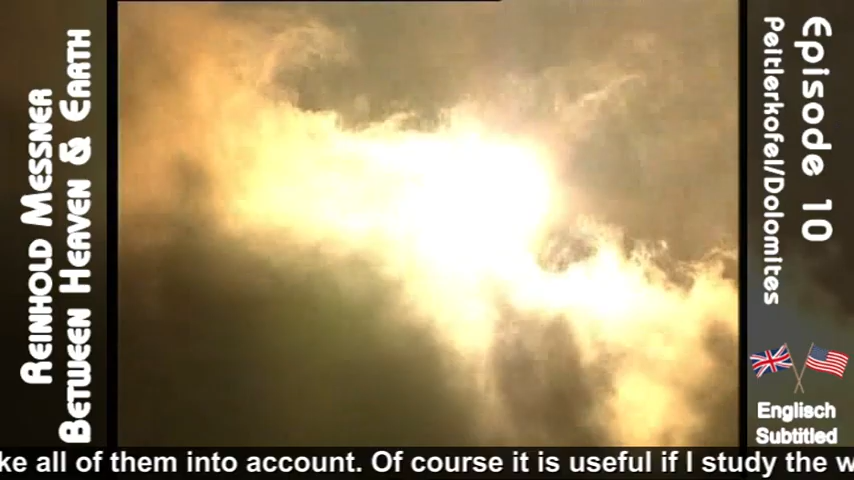 REINHOLD MESSNER
BETWEEN HEAVEN & EARTH
Episode 10
Peitlerkofel/Dolomites
Englisch
Subtitled
ke all of them into account. Of course it is useful if I study the w